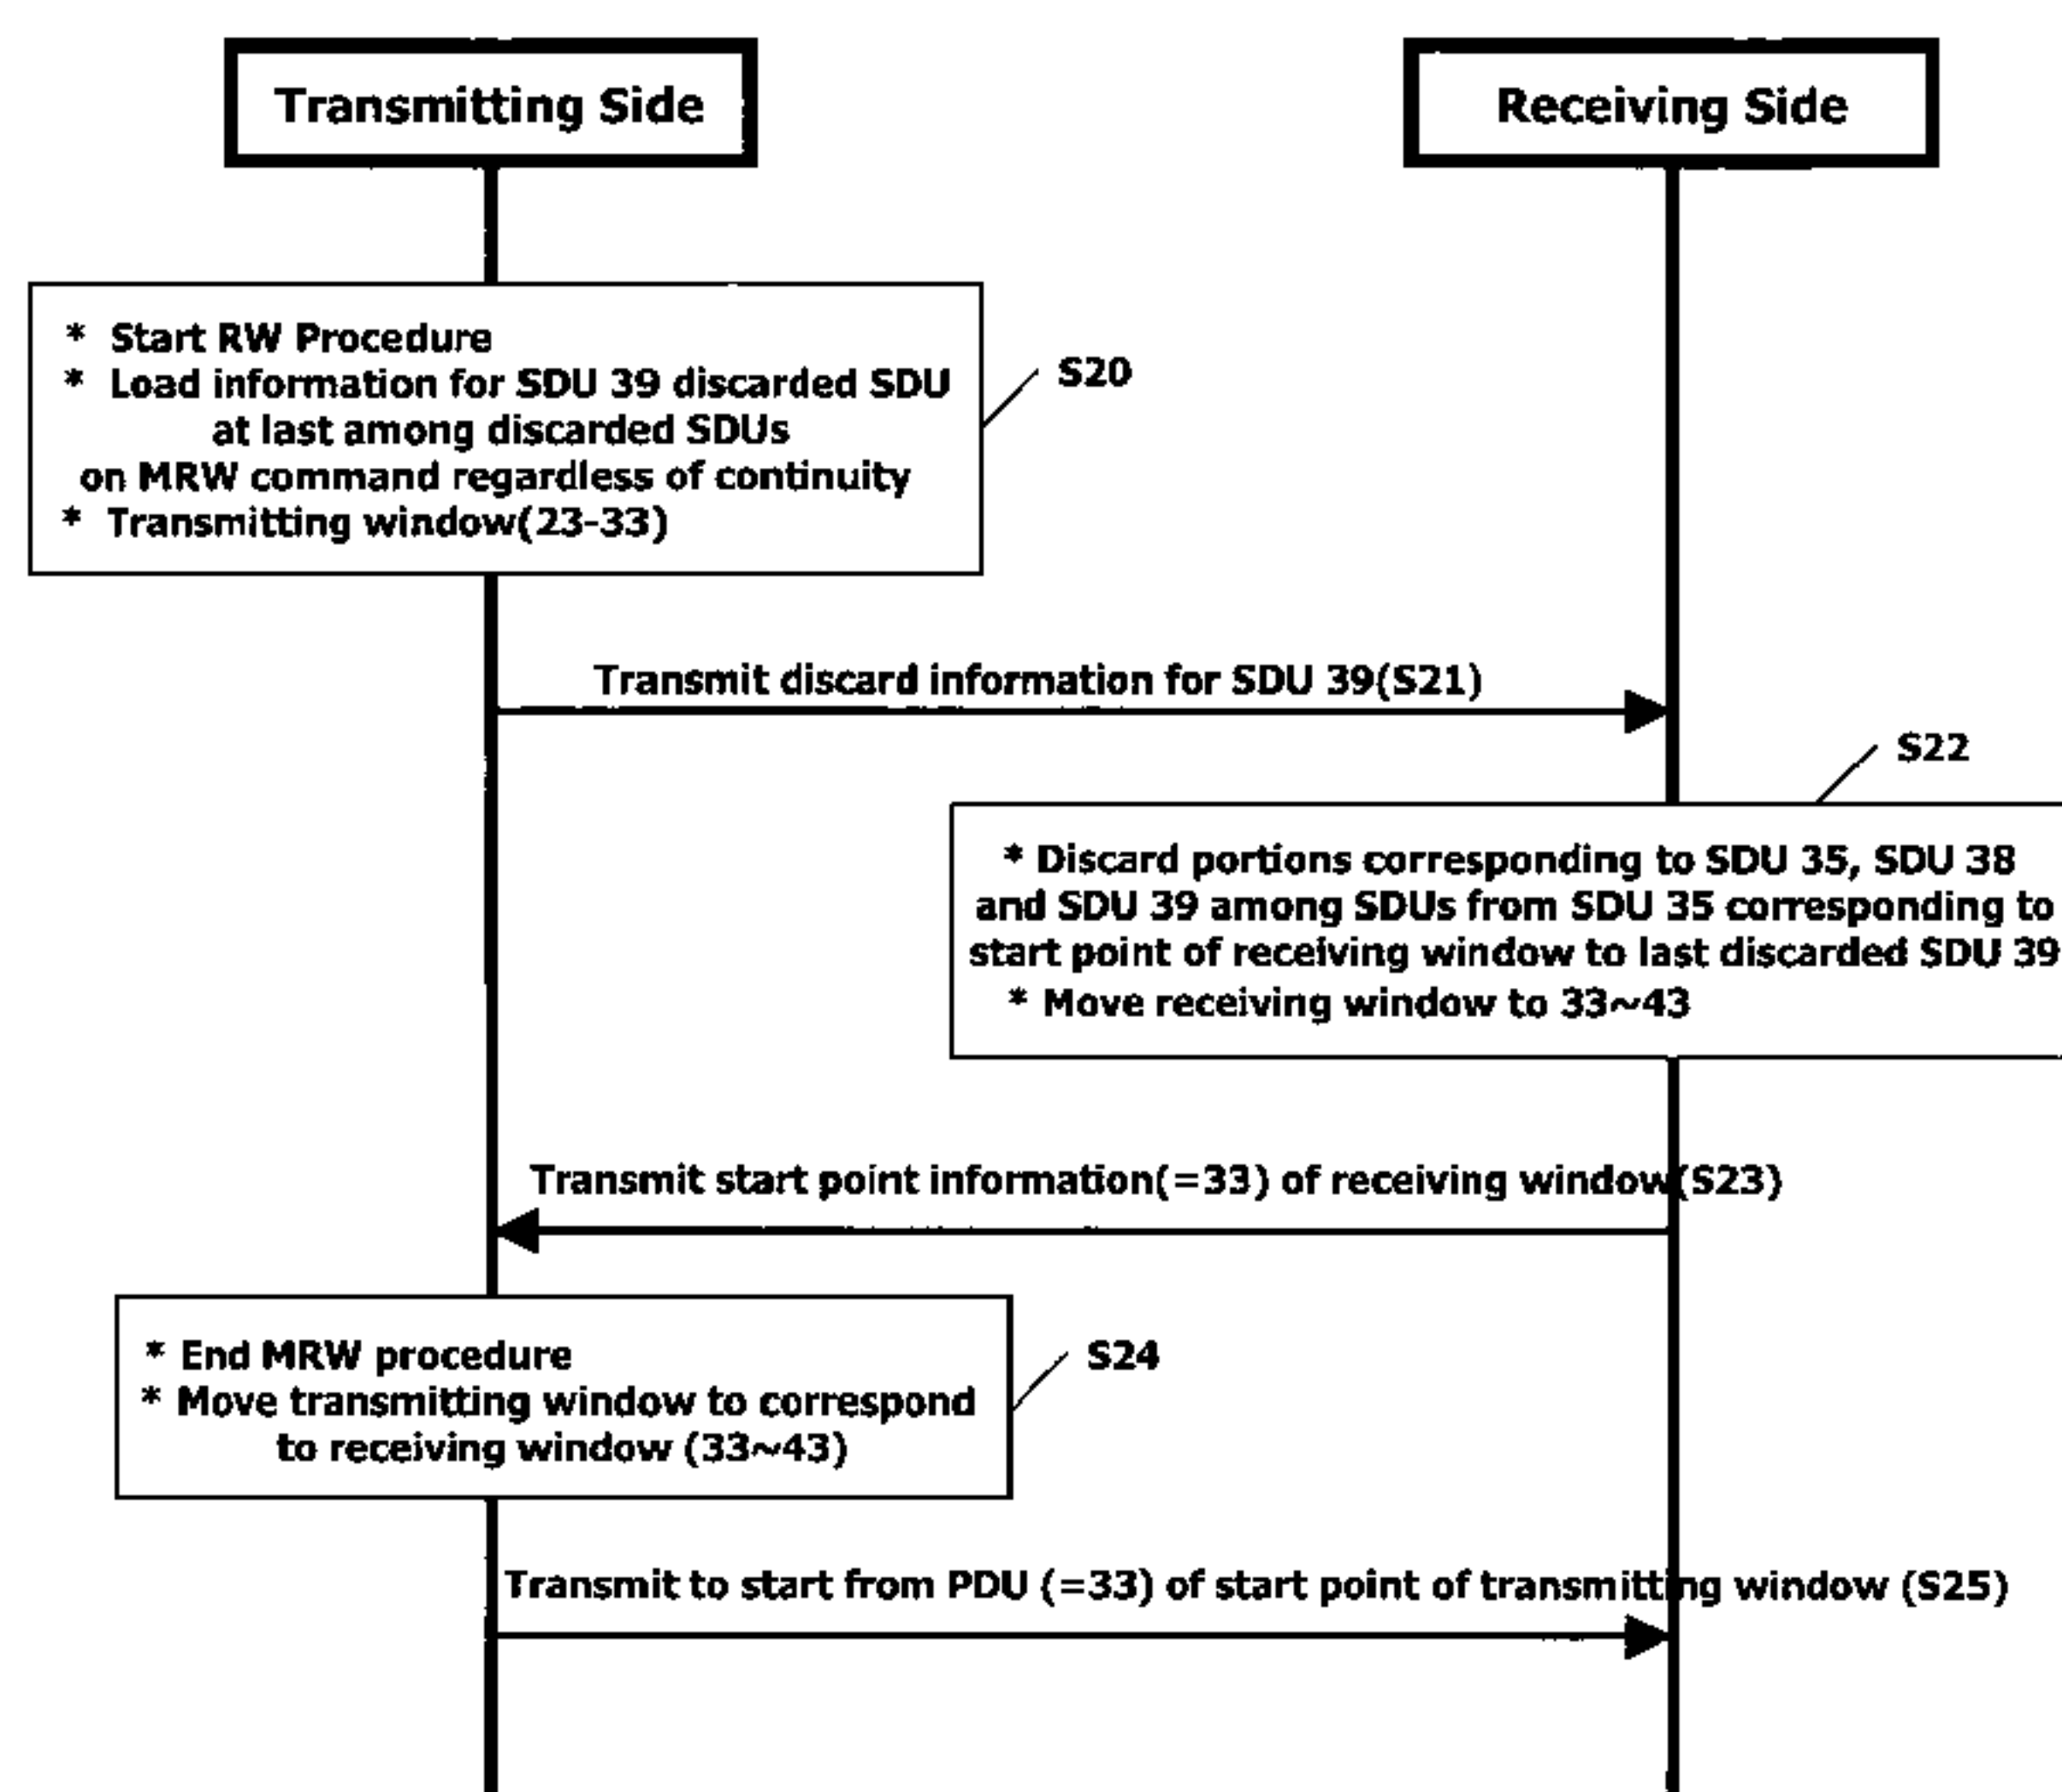 Transmitting Side
Receiving Side
* Start RW Procedure
* Load information for SDU 39 discarded SDU
at last among discarded SDUs
on MRW command regardless of continuity
* Transmitting window(23-33)
S20
Transmit discard information for SDU 39(S21)
S22
* Discard portions corresponding to SDU 35, SDU 38
and SDU 39 among SDUs from SDU 35 corresponding to
start point of receiving window to last discarded SDU 39
* Move receiving window to 33~43
Transmit start point information(=33) of receiving window(S23)
* End MRW procedure
* Move transmitting window to correspond
to receiving window (33~43)
S24
Transmit to start from PDU (=33) of start point of transmitting window (S25)